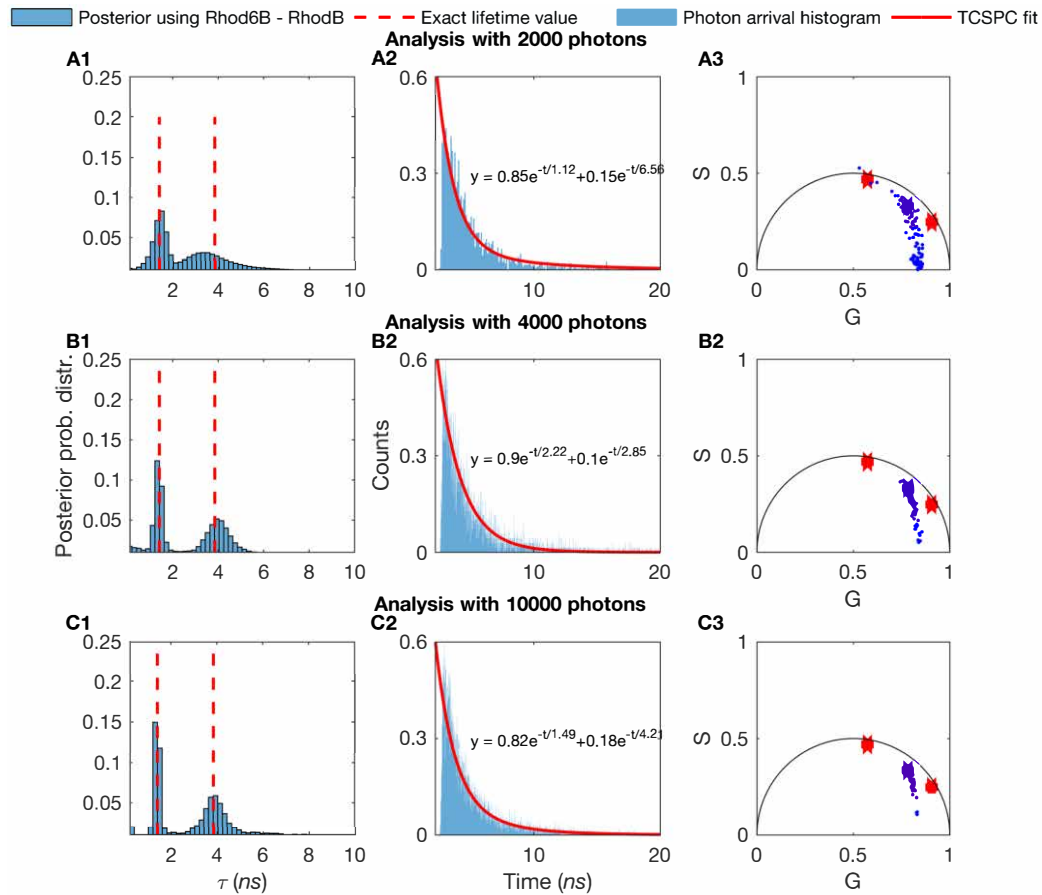 Posterior using Rhod6B - RhodB Exact lifetime value Photon arrival histogram TCSPC fit
Analysis with 2000 photons
A1 A2 A3
0.25
0.2
0.15
0.1
0.05
2 4 6 8 10
0.6
0.3
0
y = 0.85e^{-t/1.12}+0.15e^{-t/6.56}
10 20
1
S
0.5
0
0 0.5 1
G
Analysis with 4000 photons
B1 B2 B2
Posterior prob. distr.
0.25
0.2
0.15
0.1
0.05
2 4 6 8 10
Counts
0.6
0.3
0
y = 0.9e^{-t/2.22}+0.1e^{-t/2.85}
10 20
1
S
0.5
0
0 0.5 1
G
Analysis with 10000 photons
C1 C2 C3
0.25
0.2
0.15
0.1
0.05
2 4 6 8 10
τ (ns)
0.6
0.3
0
y = 0.82e^{-t/1.49}+0.18e^{-t/4.21}
10 20
Time (ns)
1
S
0.5
0
0 0.5 1
G